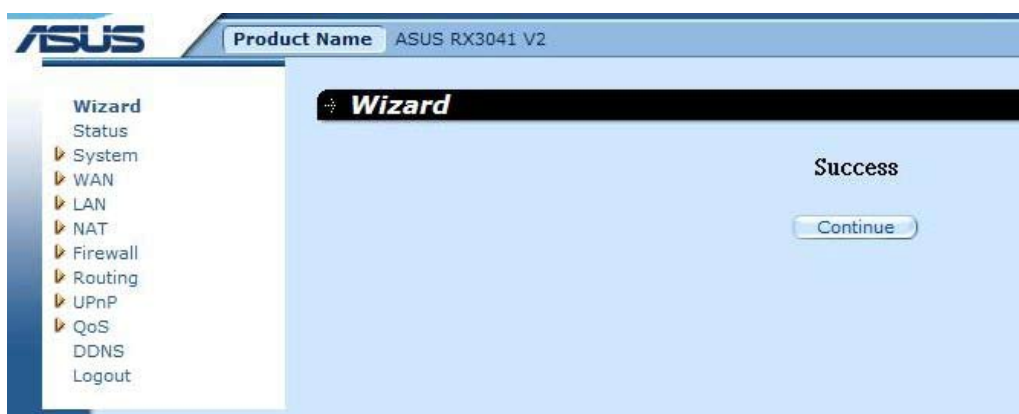 ASUS
Product Name ASUS RX3041 V2
Wizard
Status
System
WAN
LAN
NAT
Firewall
Routing
UPnP
QoS
DDNS
Logout
Wizard
Success
Continue